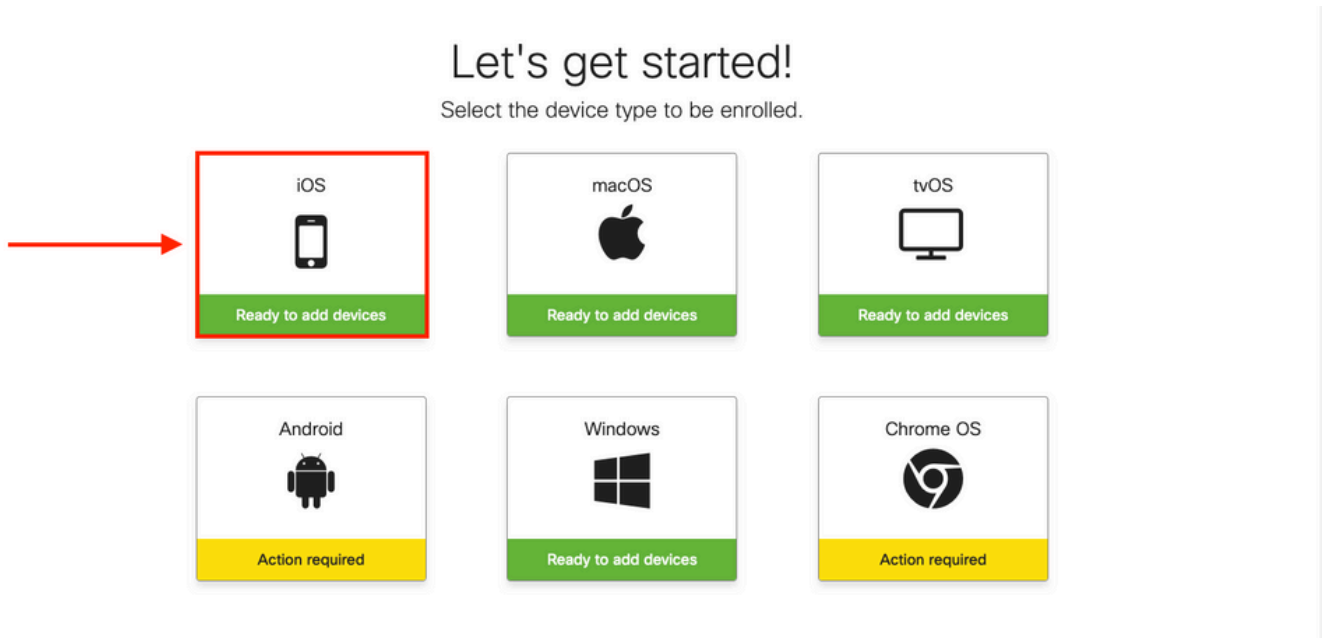 Let's get started!
Select the device type to be enrolled.
iOS
macOS
tvOS
Ready to add devices
Ready to add devices
Ready to add devices
Android
Windows
Chrome OS
Action required
Ready to add devices
Action required